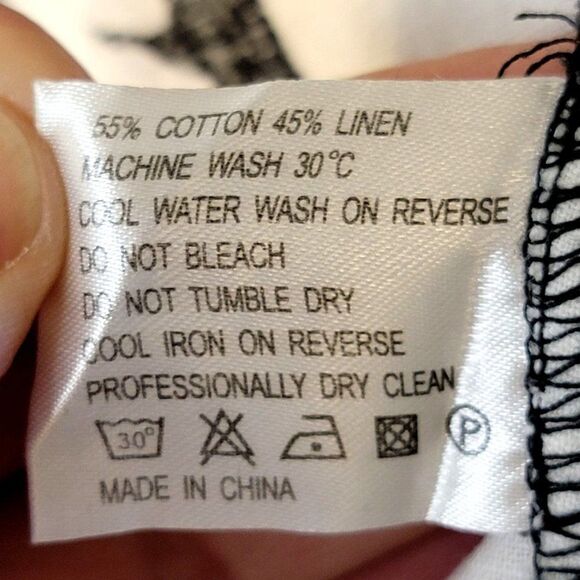 55% COTTON 45% LINEN
MACHINE WASH 30°C
COOL WATER WASH ON REVERSE
DO NOT BLEACH
DO NOT TUMBLE DRY
COOL IRON ON REVERSE
PROFESSIONALLY DRY CLEAN
30° P
MADE IN CHINA